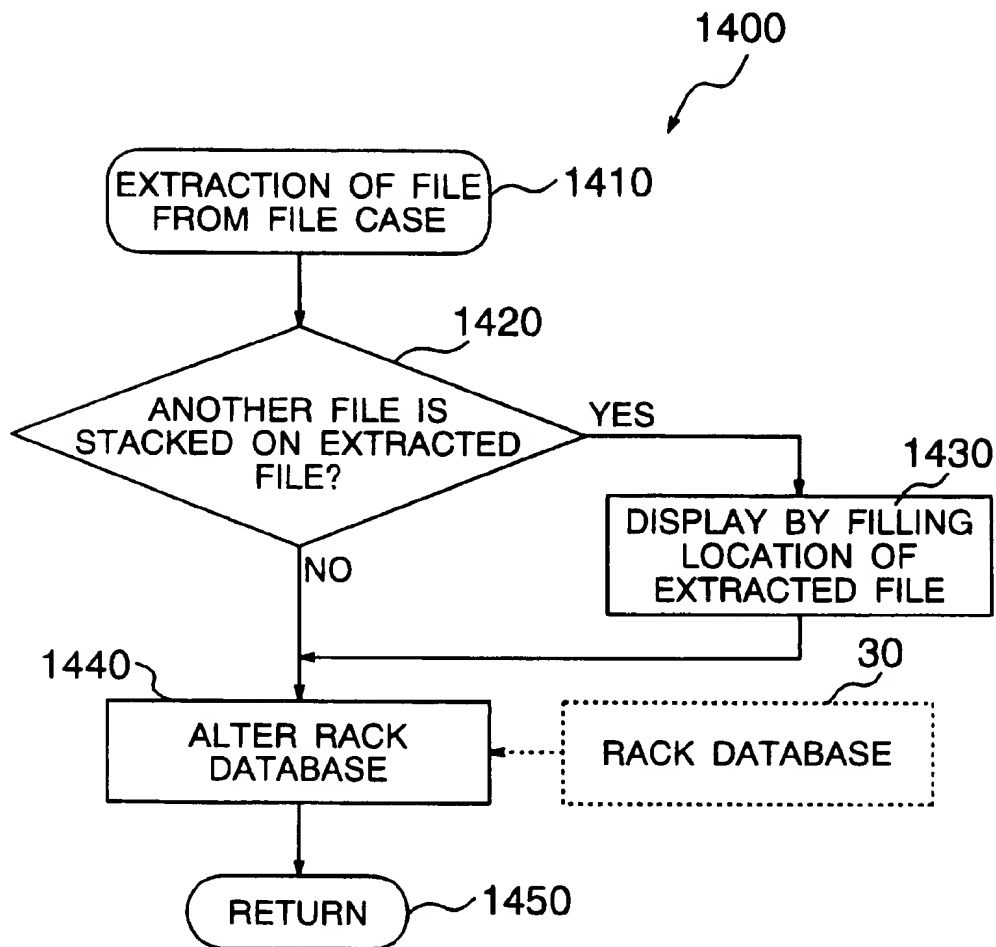 1400
EXTRACTION OF FILE
FROM FILE CASE
1410
1420
ANOTHER FILE IS
STACKED ON EXTRACTED
FILE?
YES
1430
DISPLAY BY FILLING
LOCATION OF
EXTRACTED FILE
NO
1440
30
ALTER RACK
DATABASE
RACK DATABASE
RETURN
1450